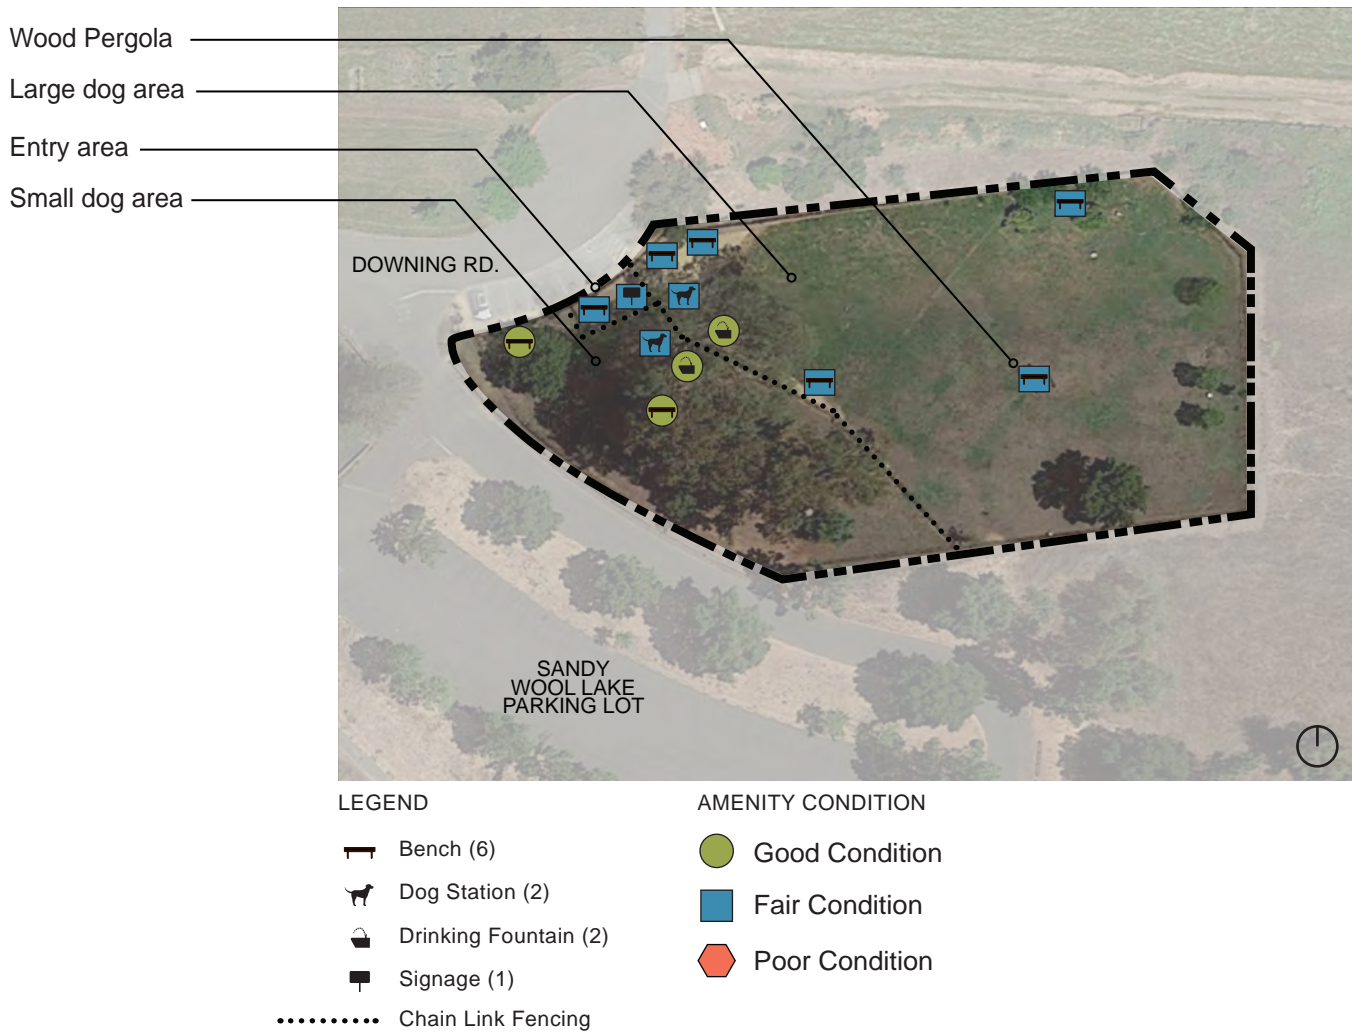 Wood Pergola
Large dog area
Entry area
Small dog area
DOWNING RD.
SANDY
WOOL LAKE
PARKING LOT
LEGEND
Bench (6)
Dog Station (2)
Drinking Fountain (2)
Signage (1)
Chain Link Fencing
AMENITY CONDITION
Good Condition
Fair Condition
Poor Condition